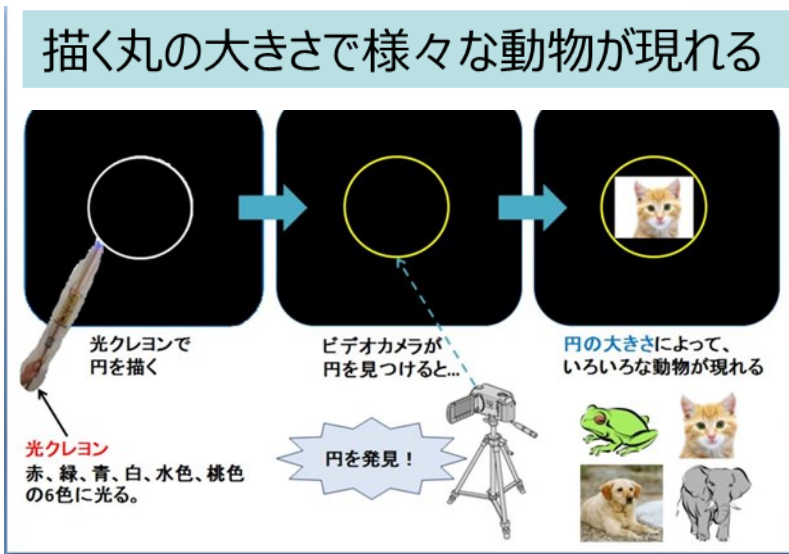 描く丸の大きさで様々な動物が現れる
光クレヨンで
円を描く
ビデオカメラが
円を見つけると...
円の大きさによって、
いろいろな動物が現れる
光クレヨン
赤、緑、青、白、水色、桃色
の6色に光る。
円を発見！